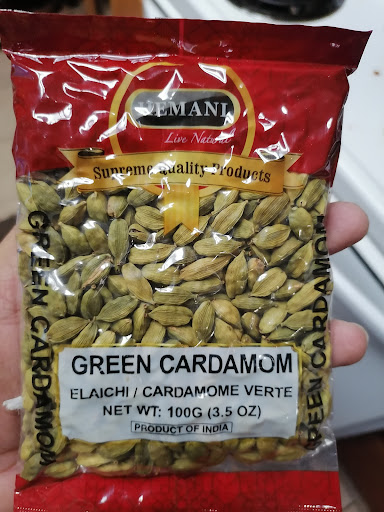 HEMANI
Live Natural
Supreme Quality Products
GREEN CARDAMOM
GREEN CARDAMOM
GREEN CARDAMOM
ELAICHI / CARDAMOME VERTE
NET WT: 100G (3.5 OZ)
PRODUCT OF INDIA